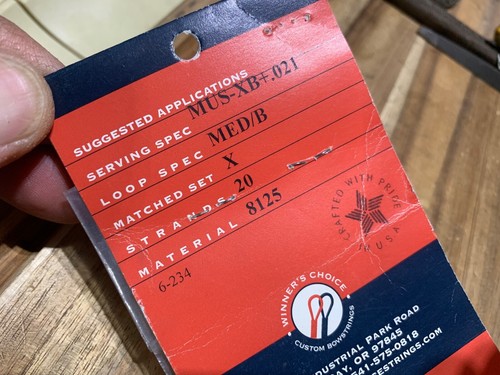 SUGGESTED APPLICATIONS
SERVING SPEC MUS-XB+.021
LOOP SPEC MED/B
MATCHED SET X
STRANDS 20
MATERIAL 8125
6-234
CRAFTED WITH PRIDE
USA
WINNER'S CHOICE
CUSTOM BOWSTRINGS
DUSTRIAL PARK ROAD
AY, OR 97845
541-575-0818
ESTRINGS.COM